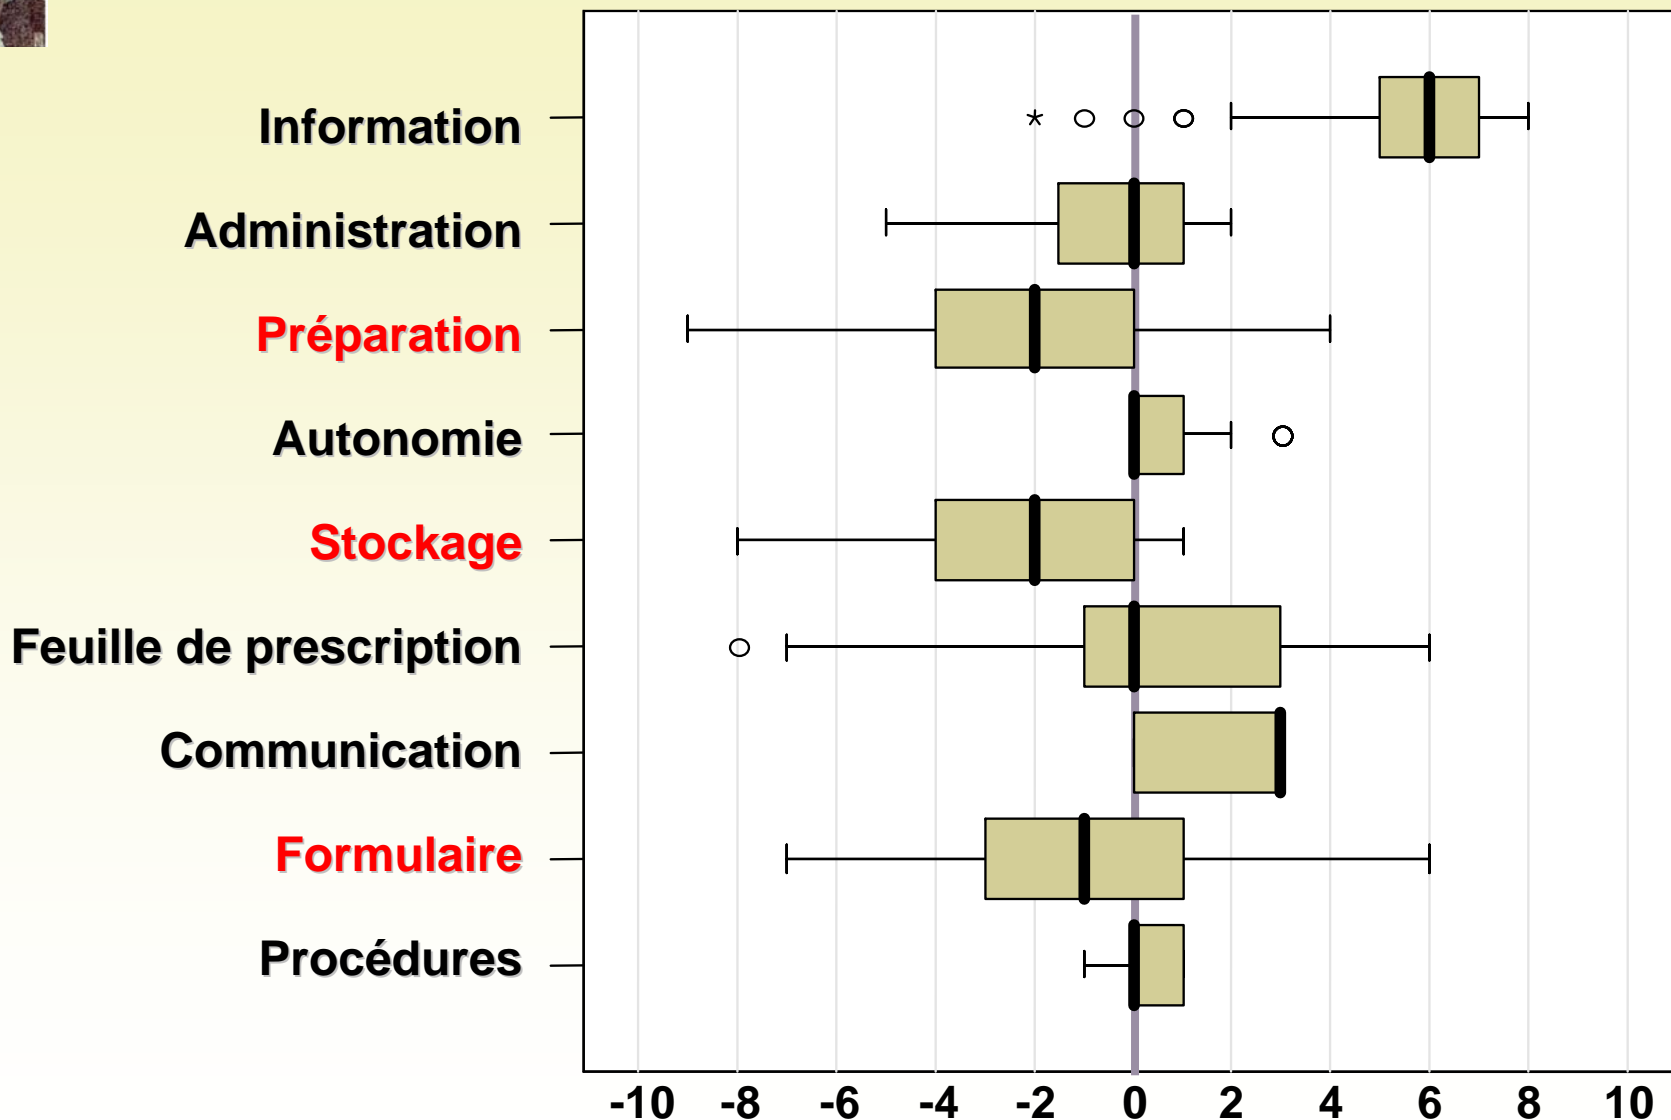 Information
Administration
Préparation
Autonomie
Stockage
Feuille de prescription
Communication
Formulaire
Procédures
-10 -8 -6 -4 -2 0 2 4 6 8 10